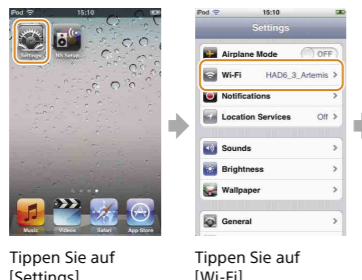 iPod 15:10
Settings
NS Setup
Music Videos Safari App Store
Tippen Sie auf
[Settings]
iPod 15:10
Settings
Airplane Mode OFF
Wi-Fi HAD6_3_Artemis >
Notifications >
Location Services Off >
Sounds >
Brightness >
Wallpaper >
General >
Tippen Sie auf
[Wi-Fi]